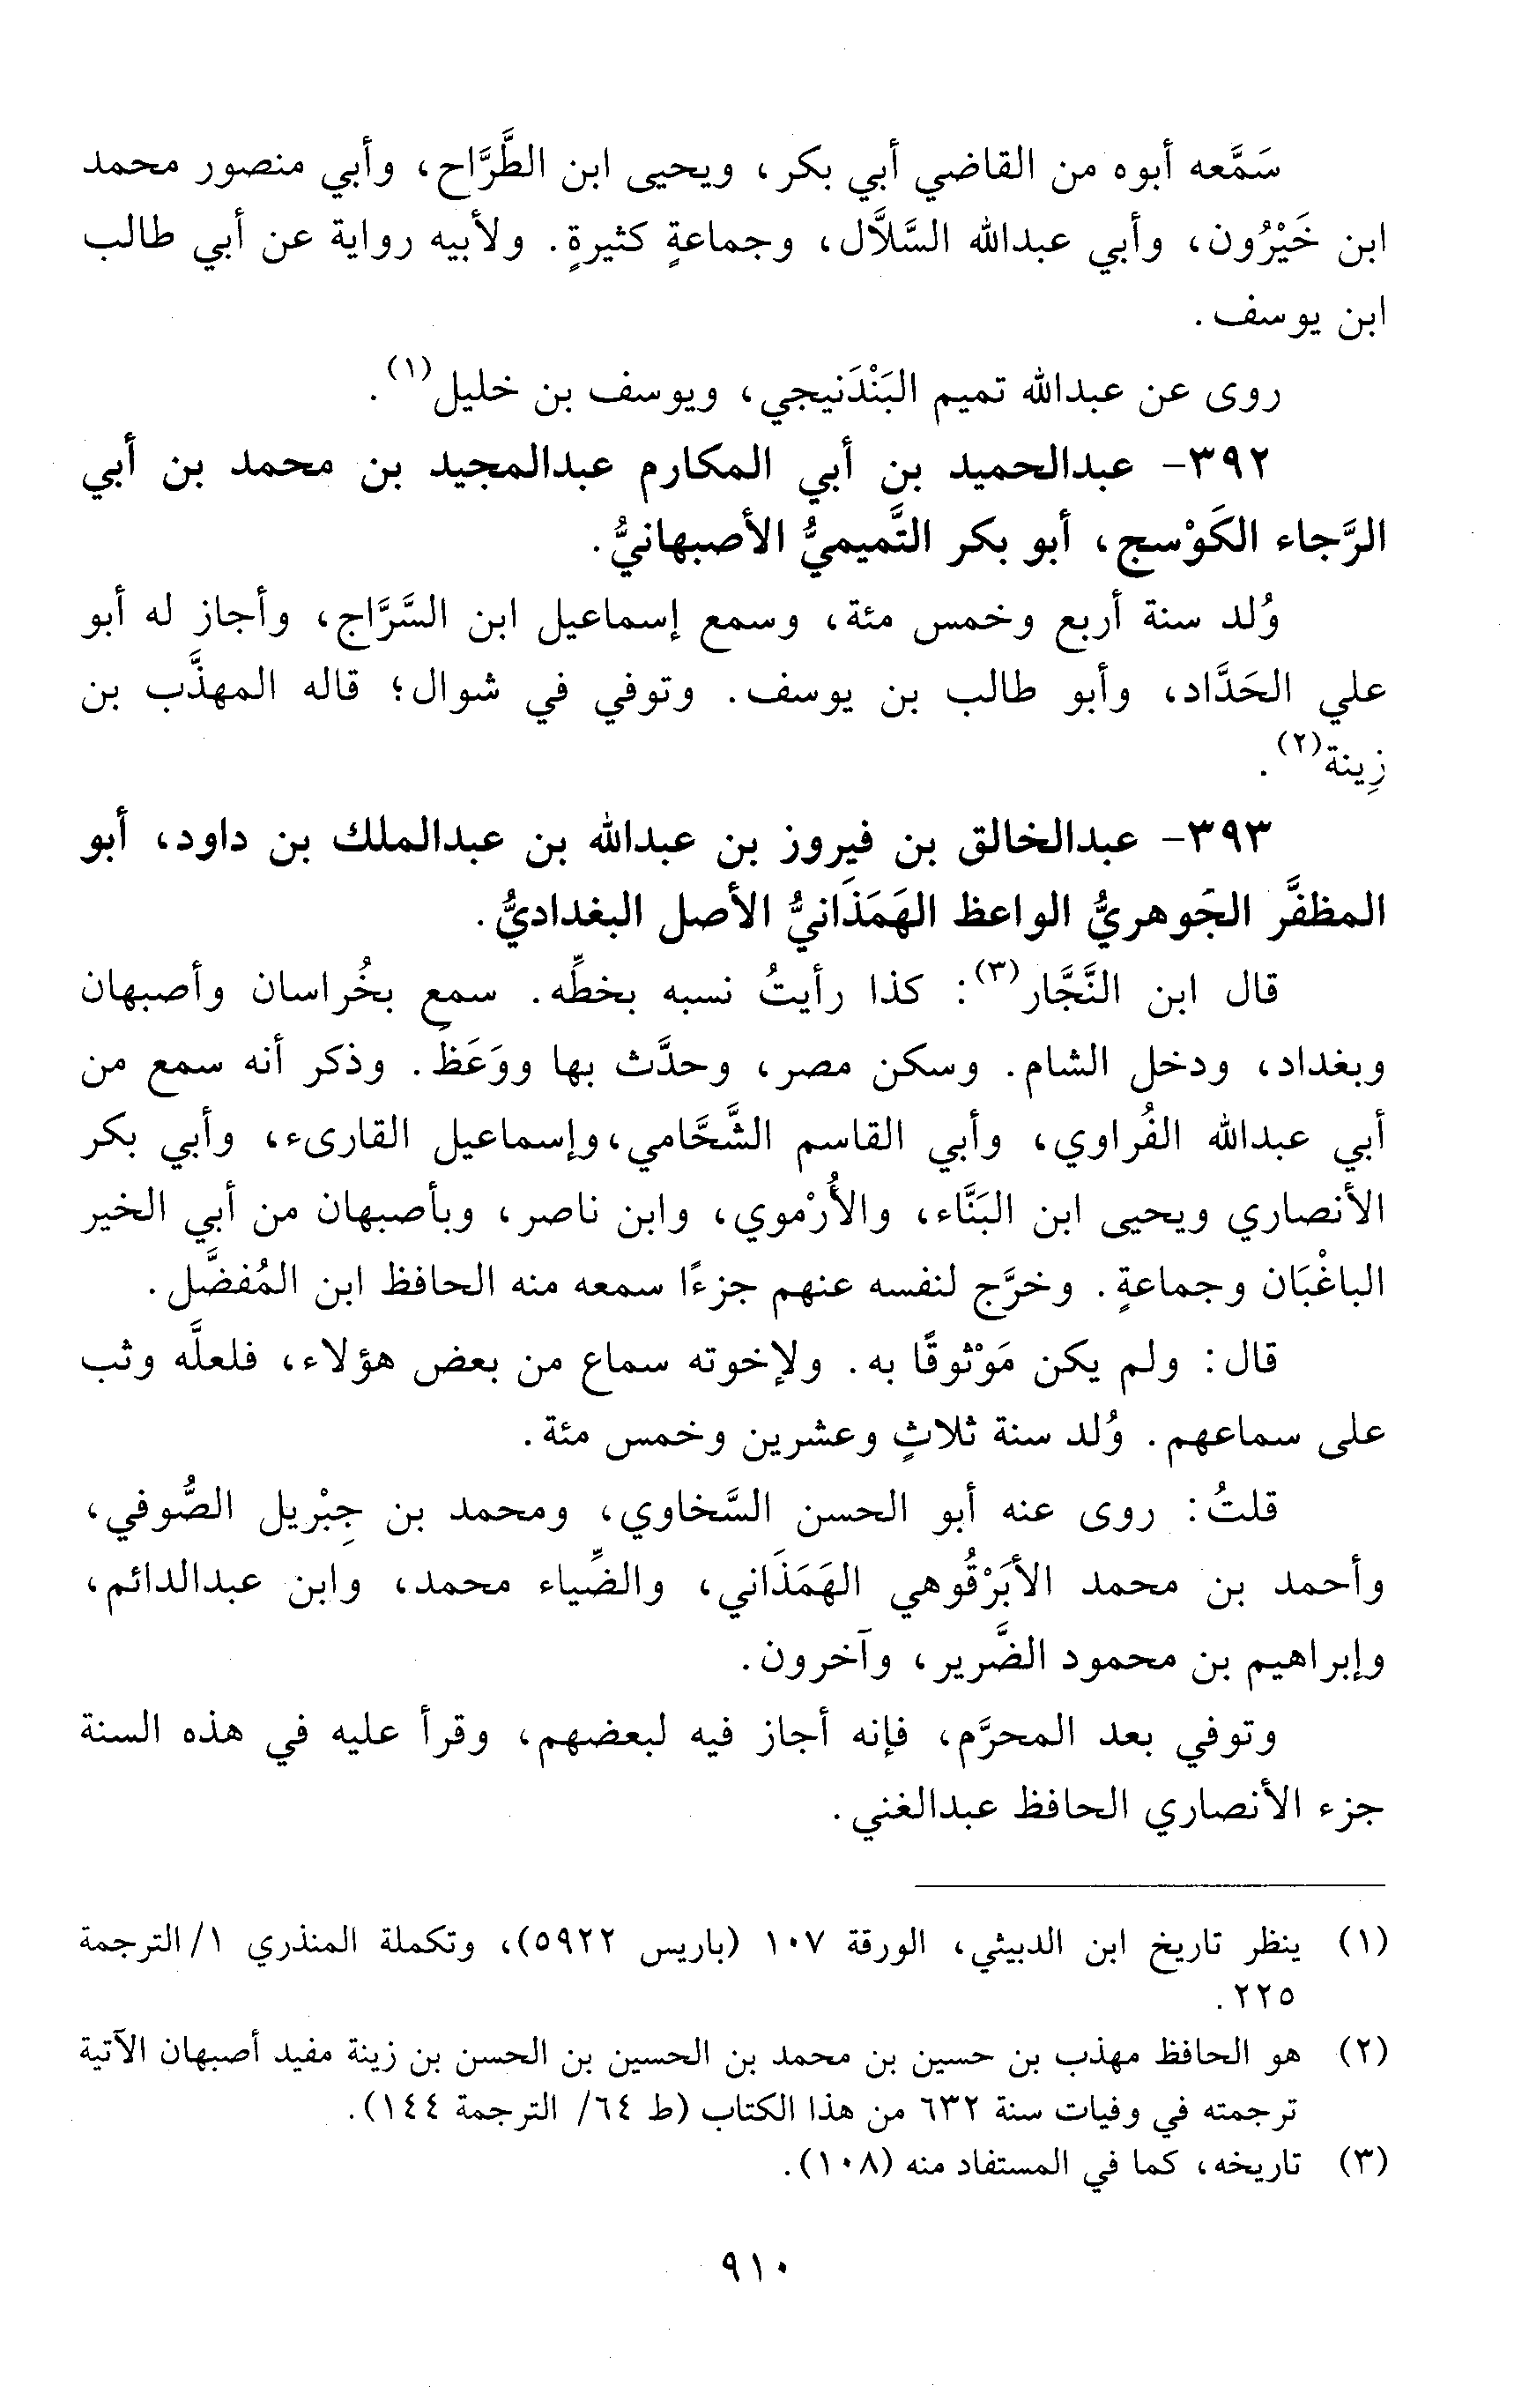 سَمَّعه أبوه من القاضي أبي بكر، ويحيى ابن الطَّرَّاح، وأبي منصور محمد
ابن خَيْرُون، وأبي عبدالله السَّلاَّل، وجماعةٍ كثيرةٍ. ولأبيه رواية عن أبي طالب
ابن يوسف.
روى عن عبدالله تميم البَنْدَنيجي، ويوسف بن خليل(١).
٣٩٢- عبدالحميد بن أبي المكارم عبدالمجيد بن محمد بن أبي
الرَّجاء الكَوْسج، أبو بكر التَّميميُّ الأصبهانيُّ.
وُلد سنة أربع وخمس مئة، وسمع إسماعيل ابن السَّرَّاج، وأجاز له أبو
علي الحَدَّاد، وأبو طالب بن يوسف. وتوفي في شوال؛ قاله المهذَّب بن
زِينة(٢).
٣٩٣- عبدالخالق بن فيروز بن عبدالله بن عبدالملك بن داود، أبو
المظفَّر الجَوهريُّ الواعظ الهَمَذَانيُّ الأصل البغداديُّ.
قال ابن النَّجَّار(٣): كذا رأيتُ نسبه بخطِّه. سمع بخُراسان وأصبهان
وبغداد، ودخل الشام. وسكن مصر، وحدَّث بها ووَعَظَ. وذكر أنه سمع من
أبي عبدالله الفُراوي، وأبي القاسم الشَّحَّامي،وإسماعيل القارىء، وأبي بكر
الأنصاري ويحيى ابن البَنَّاء، والأُرْموي، وابن ناصر، وبأصبهان من أبي الخير
الباغْبَان وجماعةٍ. وخرَّج لنفسه عنهم جزءًا سمعه منه الحافظ ابن المُفضَّل.
قال: ولم يكن مَوْثوقًا به. ولإخوته سماع من بعض هؤلاء، فلعلَّه وثب
على سماعهم. وُلد سنة ثلاثٍ وعشرين وخمس مئة.
قلتُ: روى عنه أبو الحسن السَّخاوي، ومحمد بن جِبْريل الصُّوفي،
وأحمد بن محمد الأبَرْقُوهي الهَمَذَاني، والضِّياء محمد، وابن عبدالدائم،
وإبراهيم بن محمود الضَّرير، وآخرون.
وتوفي بعد المحرَّم، فإنه أجاز فيه لبعضهم، وقرأ عليه في هذه السنة
جزء الأنصاري الحافظ عبدالغني.
(١) ينظر تاريخ ابن الدبيثي، الورقة ١٠٧ (باريس ٥٩٢٢)، وتكملة المنذري ١/ الترجمة
٢٢٥.
(٢) هو الحافظ مهذب بن حسين بن محمد بن الحسين بن الحسن بن زينة مفيد أصبهان الآتية
ترجمته في وفيات سنة ٦٣٢ من هذا الكتاب (ط ٦٤/ الترجمة ١٤٤).
(٣) تاريخه، كما في المستفاد منه (١٠٨).
٩١٠